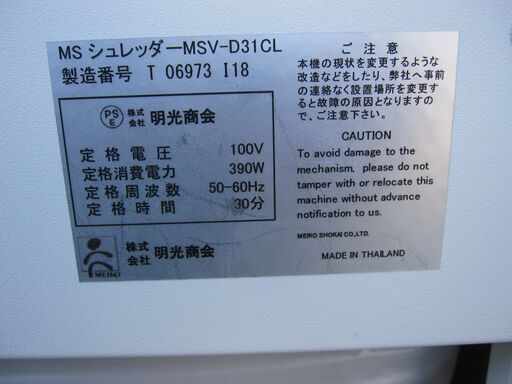 MS シュレッダーMSV-D31CL
製造番号 T 06973 I18
PS
E
株式
会社 明光商会
定格電圧 100V
定格消費電力 390W
定格周波数 50-60Hz
定格時間 30分
MEIKO
株式
会社 明光商会
ご注意
本機の現状を変更するような
改造などをしたり、弊社へ事前
の連絡なく設置場所を変更する
と故障の原因となりますの
で、ご注意下さい。
CAUTION
To avoid damage to the
mechanism, please do not
tamper with or relocate this
machine without advance
notification to us.
MEIKO SHOKAI CO.,LTD.
MADE IN THAILAND